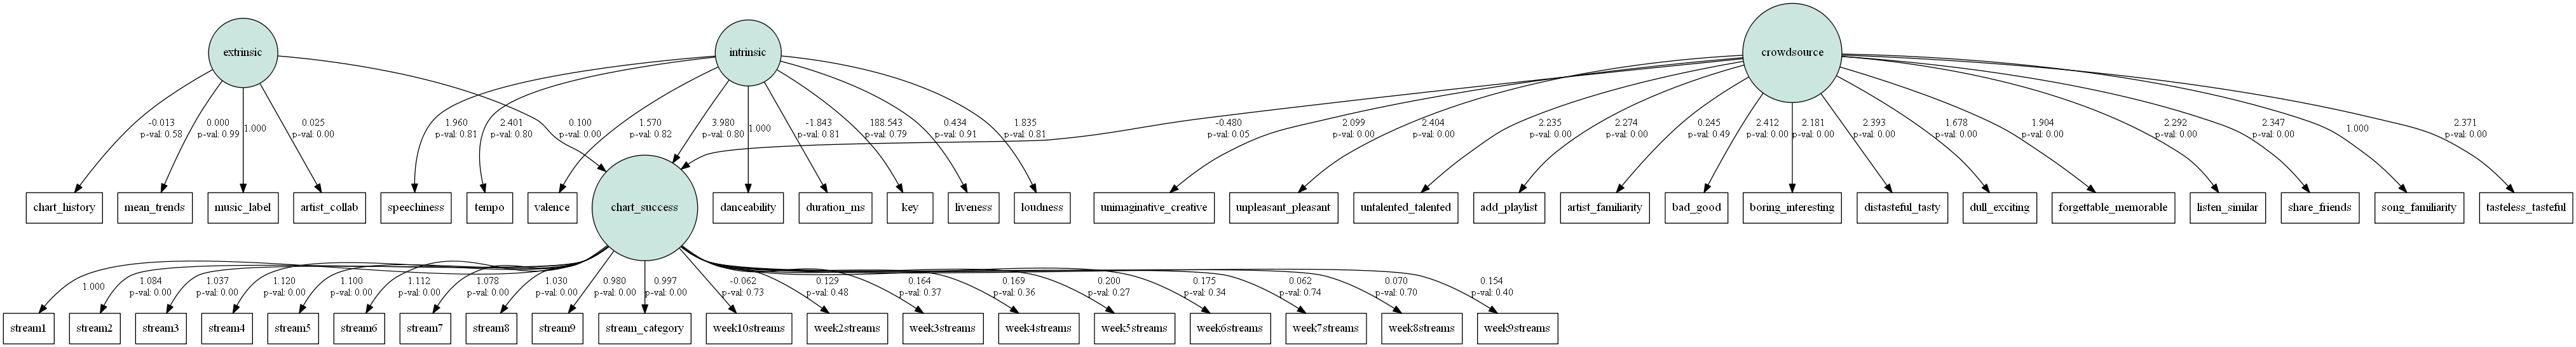 extrinsic
intrinsic
crowdsource
-0.013
p-val: 0.58
0.000
p-val: 0.99
1.000
0.025
p-val: 0.00
1.960
p-val: 0.81
2.401
p-val: 0.80
0.100
p-val: 0.00
1.570
p-val: 0.82
3.980
p-val: 0.80
1.000
-1.843
p-val: 0.81
188.543
p-val: 0.79
0.434
p-val: 0.91
1.835
p-val: 0.81
-0.480
p-val: 0.05
2.099
p-val: 0.00
2.404
p-val: 0.00
2.235
p-val: 0.00
2.274
p-val: 0.00
0.245
p-val: 0.49
2.412
p-val: 0.00
2.181
p-val: 0.00
2.393
p-val: 0.00
1.678
p-val: 0.00
1.904
p-val: 0.00
2.292
p-val: 0.00
2.347
p-val: 0.00
1.000
2.371
p-val: 0.00
chart_history
mean_trends
music_label
artist_collab
speechiness
tempo
valence
chart_success
danceability
duration_ms
key
liveness
loudness
unimaginative_creative
unpleasant_pleasant
untalented_talented
add_playlist
artist_familiarity
bad_good
boring_interesting
distasteful_tasty
dull_exciting
forgettable_memorable
listen_similar
share_friends
song_familiarity
tasteless_tasteful
1.000
1.084
p-val: 0.00
1.037
p-val: 0.00
1.120
p-val: 0.00
1.100
p-val: 0.00
1.112
p-val: 0.00
1.078
p-val: 0.00
1.030
p-val: 0.00
0.980
p-val: 0.00
0.997
p-val: 0.00
-0.062
p-val: 0.73
0.129
p-val: 0.48
0.164
p-val: 0.37
0.169
p-val: 0.36
0.200
p-val: 0.27
0.175
p-val: 0.34
0.062
p-val: 0.74
0.070
p-val: 0.70
0.154
p-val: 0.40
stream1
stream2
stream3
stream4
stream5
stream6
stream7
stream8
stream9
stream_category
week10streams
week2streams
week3streams
week4streams
week5streams
week6streams
week7streams
week8streams
week9streams